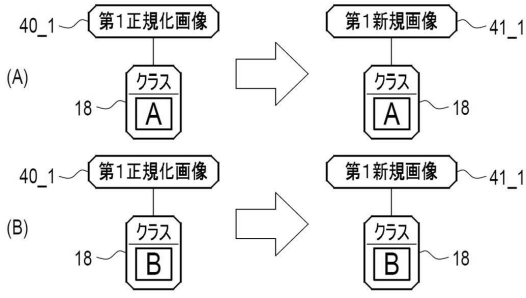 40_1 第1正規化画像 第1新規画像 41_1
(A)
クラス クラス
18 A A 18
40_1 第1正規化画像 第1新規画像 41_1
(B)
クラス クラス
18 B B 18